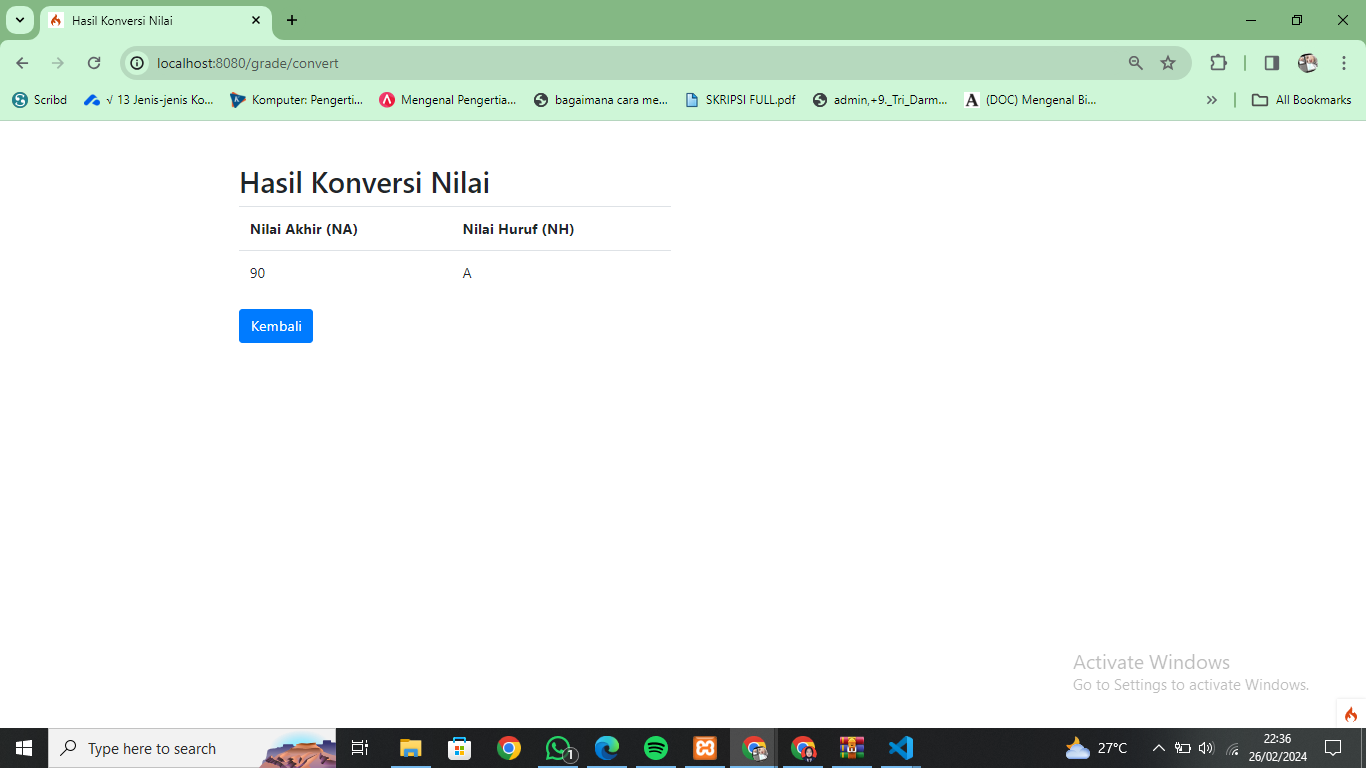 Hasil Konversi Nilai
localhost:8080/grade/convert
Scribd
√ 13 Jenis-jenis Ko...
Komputer: Pengerti...
Mengenal Pengertia...
bagaimana cara me...
SKRIPSI FULL.pdf
admin,+9._Tri_Darm...
(DOC) Mengenal Bi...
All Bookmarks
Hasil Konversi Nilai
Nilai Akhir (NA) Nilai Huruf (NH)
90 A
Kembali
Activate Windows
Go to Settings to activate Windows.
Type here to search
1
27°C
22:36
26/02/2024